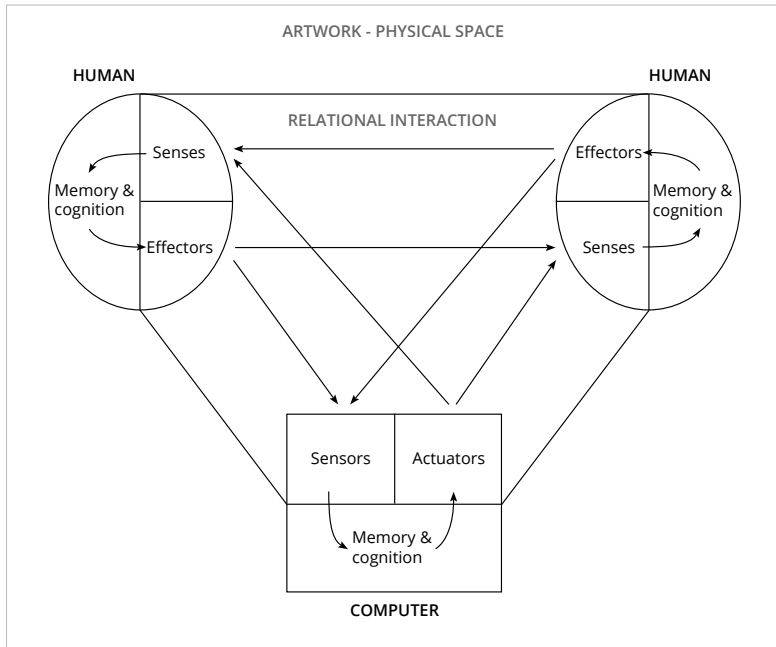 ARTWORK - PHYSICAL SPACE
HUMAN
HUMAN
RELATIONAL INTERACTION
Senses
Memory &
cognition
Effectors
Effectors
Memory &
cognition
Senses
Sensors
Actuators
Memory &
cognition
COMPUTER